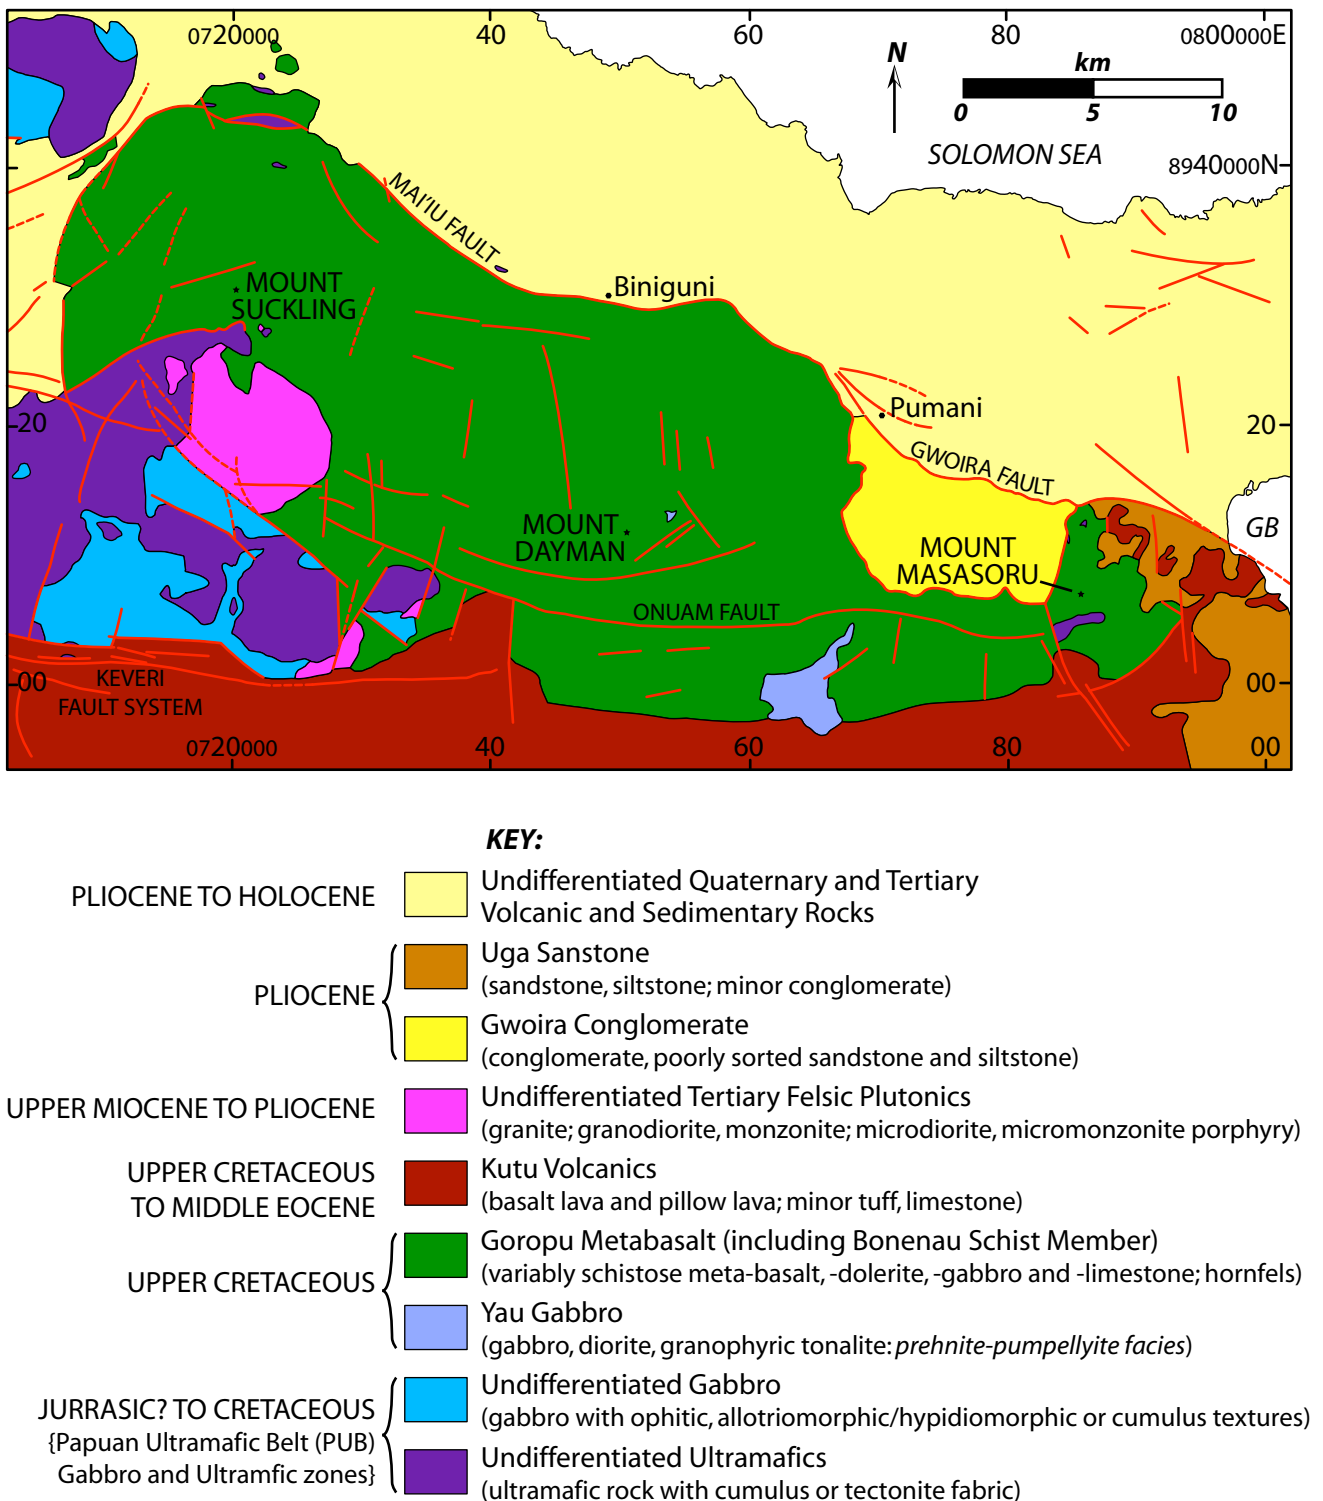 0720000 40 60 80 0800000E
N
km
0 5 10
SOLOMON SEA
8940000N
MAI'IU FAULT
MOUNT
SUCKLING
Biniguni
20 Pumani 20
GWOIRA FAULT
GB
MOUNT
DAYMAN
MOUNT
MASASORU
ONUAM FAULT
00 KEVERI 00
FAULT SYSTEM
0720000 40 60 80 00
KEY:
PLIOCENE TO HOLOCENE
Undifferentiated Quaternary and Tertiary
Volcanic and Sedimentary Rocks
PLIOCENE
Uga Sanstone
(sandstone, siltstone; minor conglomerate)
Gwoira Conglomerate
(conglomerate, poorly sorted sandstone and siltstone)
UPPER MIOCENE TO PLIOCENE
Undifferentiated Tertiary Felsic Plutonics
(granite; granodiorite, monzonite; microdiorite, micromonzonite porphyry)
UPPER CRETACEOUS
TO MIDDLE EOCENE
Kutu Volcanics
(basalt lava and pillow lava; minor tuff, limestone)
UPPER CRETACEOUS
Goropu Metabasalt (including Bonenau Schist Member)
(variably schistose meta-basalt, -dolerite, -gabbro and -limestone; hornfels)
Yau Gabbro
(gabbro, diorite, granophyric tonalite: prehnite-pumpellyite facies)
JURRASIC? TO CRETACEOUS
{Papuan Ultramafic Belt (PUB)
Gabbro and Ultramfic zones}
Undifferentiated Gabbro
(gabbro with ophitic, allotriomorphic/hypidiomorphic or cumulus textures)
Undifferentiated Ultramafics
(ultramafic rock with cumulus or tectonite fabric)